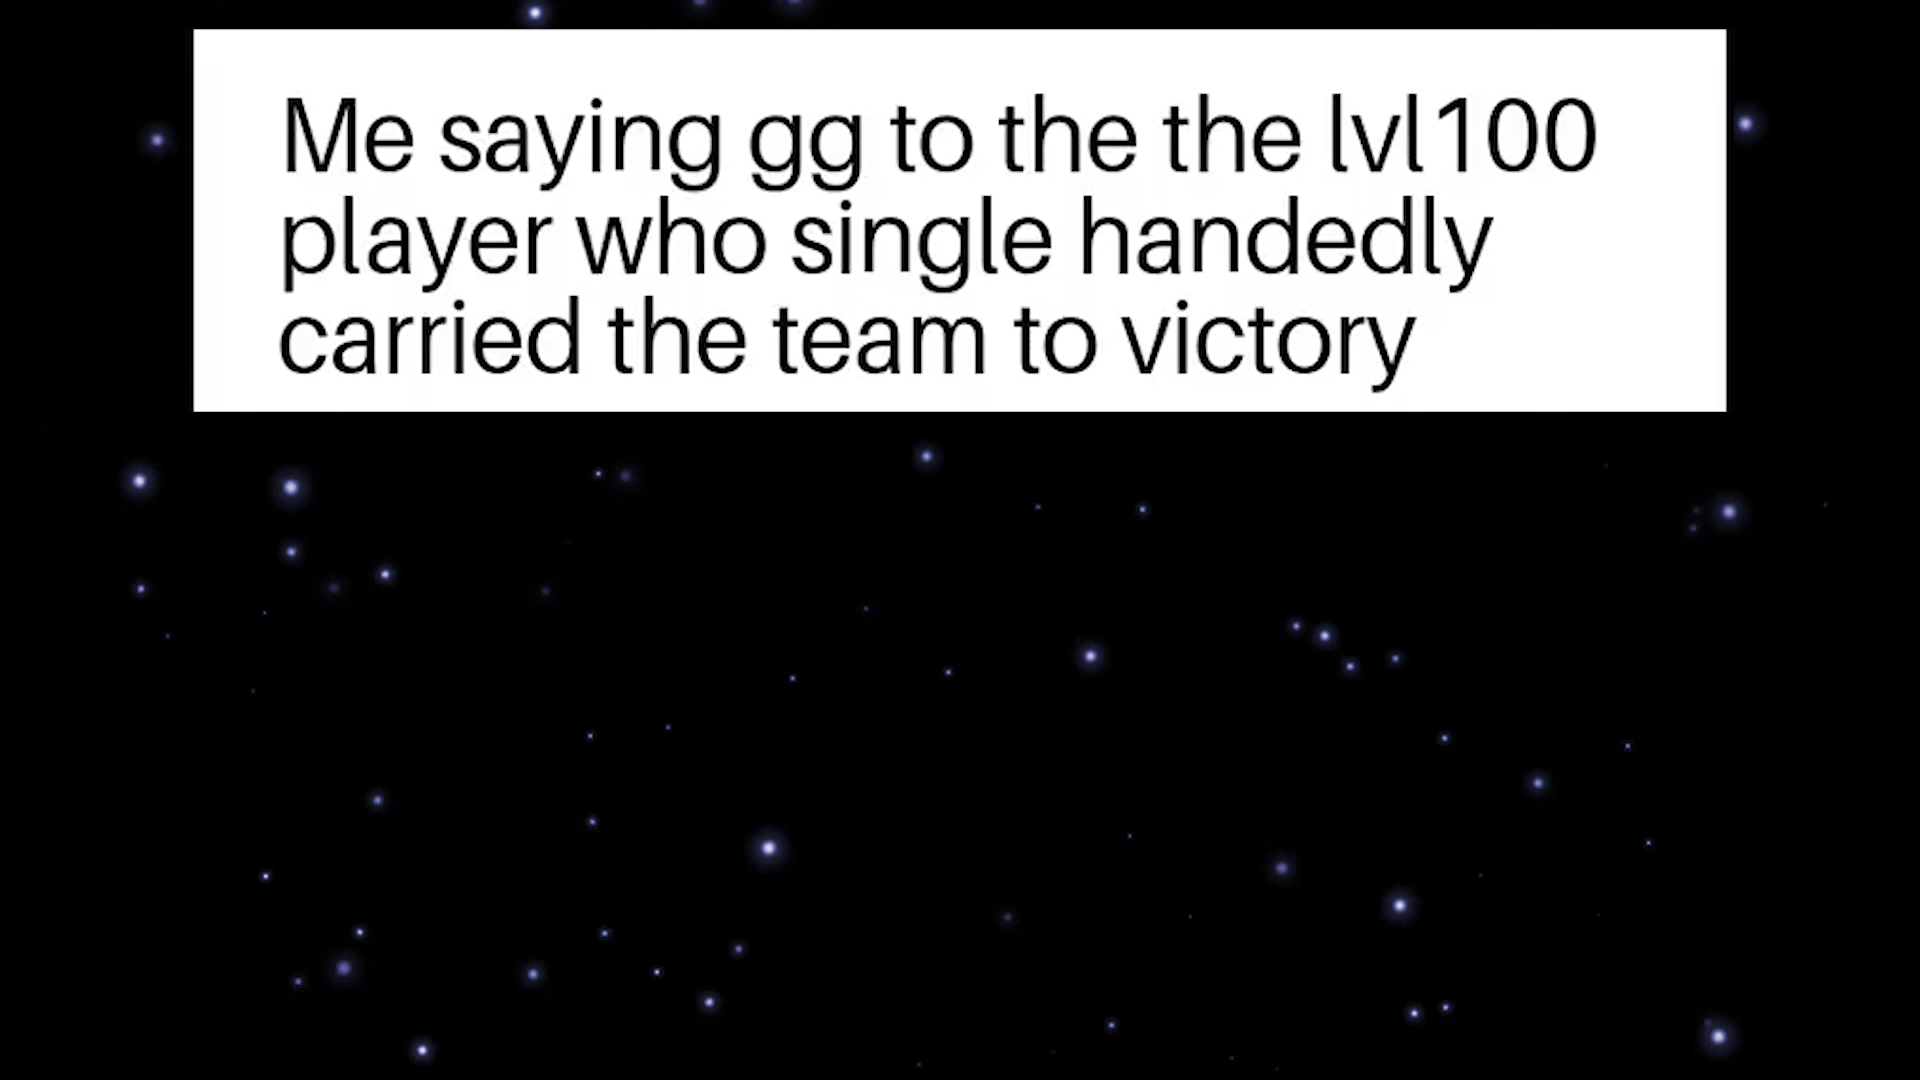 Me saying gg to the the lvl100
player who single handedly
carried the team to victory